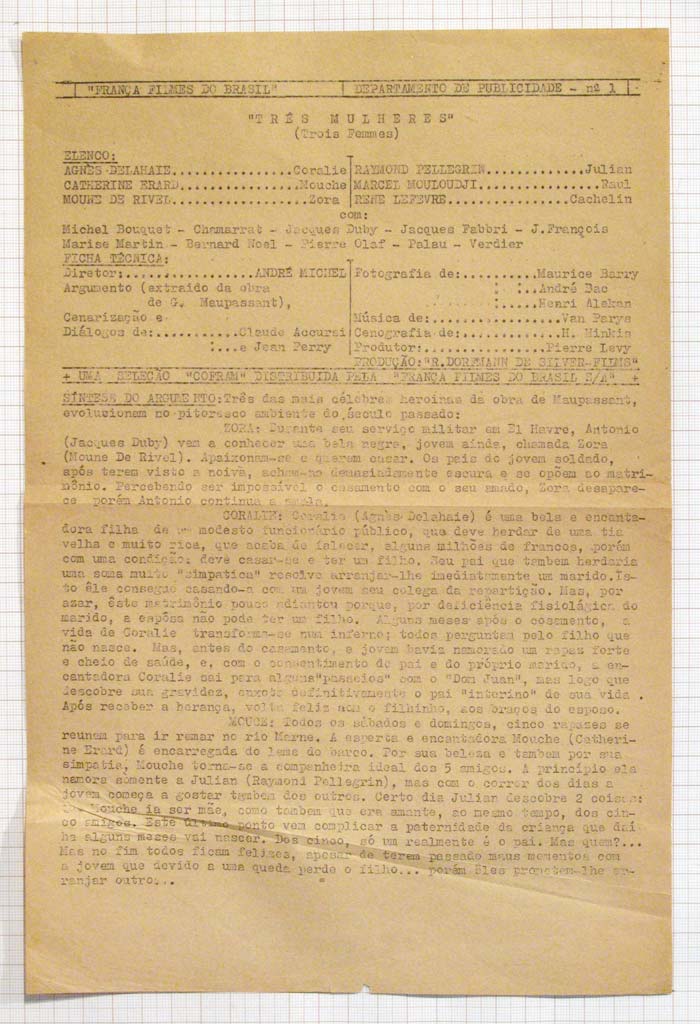 "FRANÇA FILMES DO BRASIL" | DEPARTAMENTO DE PUBLICIDADE - nº 1
"TRÊS MULHERES"
(Trois Femmes)
ELENCO:
AGNÈS DELAHAIE..............Coralie RAYMOND PELLEGRIN............Julian
CATHERINE ERARD..............Mouche MARCEL MOULOUDJI...............Raul
MOUNE DE RIVEL.................Zora RENE LEFEVRE...............Cachelin
com:
Michel Bouquet - Chamarrat - Jacques Duby - Jacques Fabbri - J.François
Marise Martin - Bernard Noel - Pierre Olaf - Palau - Verdier
FICHA TÉCNICA:
Diretor:................ANDRÉ MICHEL Fotografia de:.........Maurice Barry
Argumento (extraido da obra : :..André Bac
de G. Maupassant), : :..Henri Alekan
Cenarização e Música de:................Van Parys
Diálogos de:...........Claude Accursi Cenografia de:............H. Hinkis
:...e Jean Ferry Produtor:...............Pierre Levy
PRODUÇÃO:"R.DORFMANN DE SILVER-FILMS"
+ UMA SELEÇÃO "COFRAM" DISTRIBUIDA PELA "FRANÇA FILMES DO BRASIL S/A" +
SÍNTESE DO ARGUMENTO:Três das mais célebres heroinas da obra de Maupassant,
evolucionam no pitoresco ambiente do século passado:
ZORA: Durante seu serviço militar em El Havre, Antonio
(Jacques Duby) vem a conhecer uma bela negra, jovem ainda, chamada Zora
(Moune De Rivel). Apaixonam-se e querem casar. Os pais do jovem soldado,
após terem visto a noiva, acham-na demasiadamente escura e se opõem ao matri-
mônio. Percebendo ser impossível o casamento com o seu amado, Zora desapare-
ce porém Antonio continua a
CORALIE: Coralie (Agnès Delahaie) é uma bela e encanta-
dora filha de um modesto funcionário público, que deve herdar de uma tia
velha e muito rica, que acaba de falecer, alguns milhões de francos, porém
com uma condição: deve casar-se e ter um filho. Seu pai que tambem herdaria
uma soma muito "simpatica" resolve arranjar-lhe imediatamente um marido.Is-
to êle consegue casando-a com um jovem seu colega da repartição. Mas, por
azar, êste matrimônio pouco adiantou porque, por deficiência fisiológica do
marido, a espôsa não pode ter um filho. Alguns meses após o casamento, a
vida de Coralie transforma-se num inferno; todos perguntam pelo filho que
não nasce. Mas, antes do casamento, a jovem havia namorado um rapaz forte
e cheio de saúde, e, com o consentimento do pai e do próprio marido, a en-
cantadora Coralie sai para alguns"passeios" com o "Dom Juan", mas logo que
descobre sua gravidez, enxota definitivamente o pai "interino" de sua vida .
Após receber a herança, volta feliz com o filhinho, aos braços do esposo.
MOUCHE: Todos os sábados e domingos, cinco rapazes se
reunem para ir remar no rio Marne. A esperta e encantadora Mouche (Catheri-
ne Erard) é encarregada do leme do barco. Por sua beleza e tambem por sua
simpatia, Mouche torna-se a companheira ideal dos 5 amigos. A princípio ela
namora somente a Julian (Raymond Pellegrin), mas com o correr dos dias a
jovem começa a gostar tambem dos outros. Certo dia Julian descobre 2 coisas:
Mouche ia ser mãe, como tambem que era amante, ao mesmo tempo, dos cin-
co amigos. Este último ponto vem complicar a paternidade da criança que daí
ha alguns mezes vai nascer. Dos cinco, só um realmente é o pai. Mas quem?...
Mas no fim todos ficam felizes, apesar de terem passado maus momentos com
a jovem que devido a uma queda perde o filho... porém êles prometem-lhe ar-
ranjar outro...